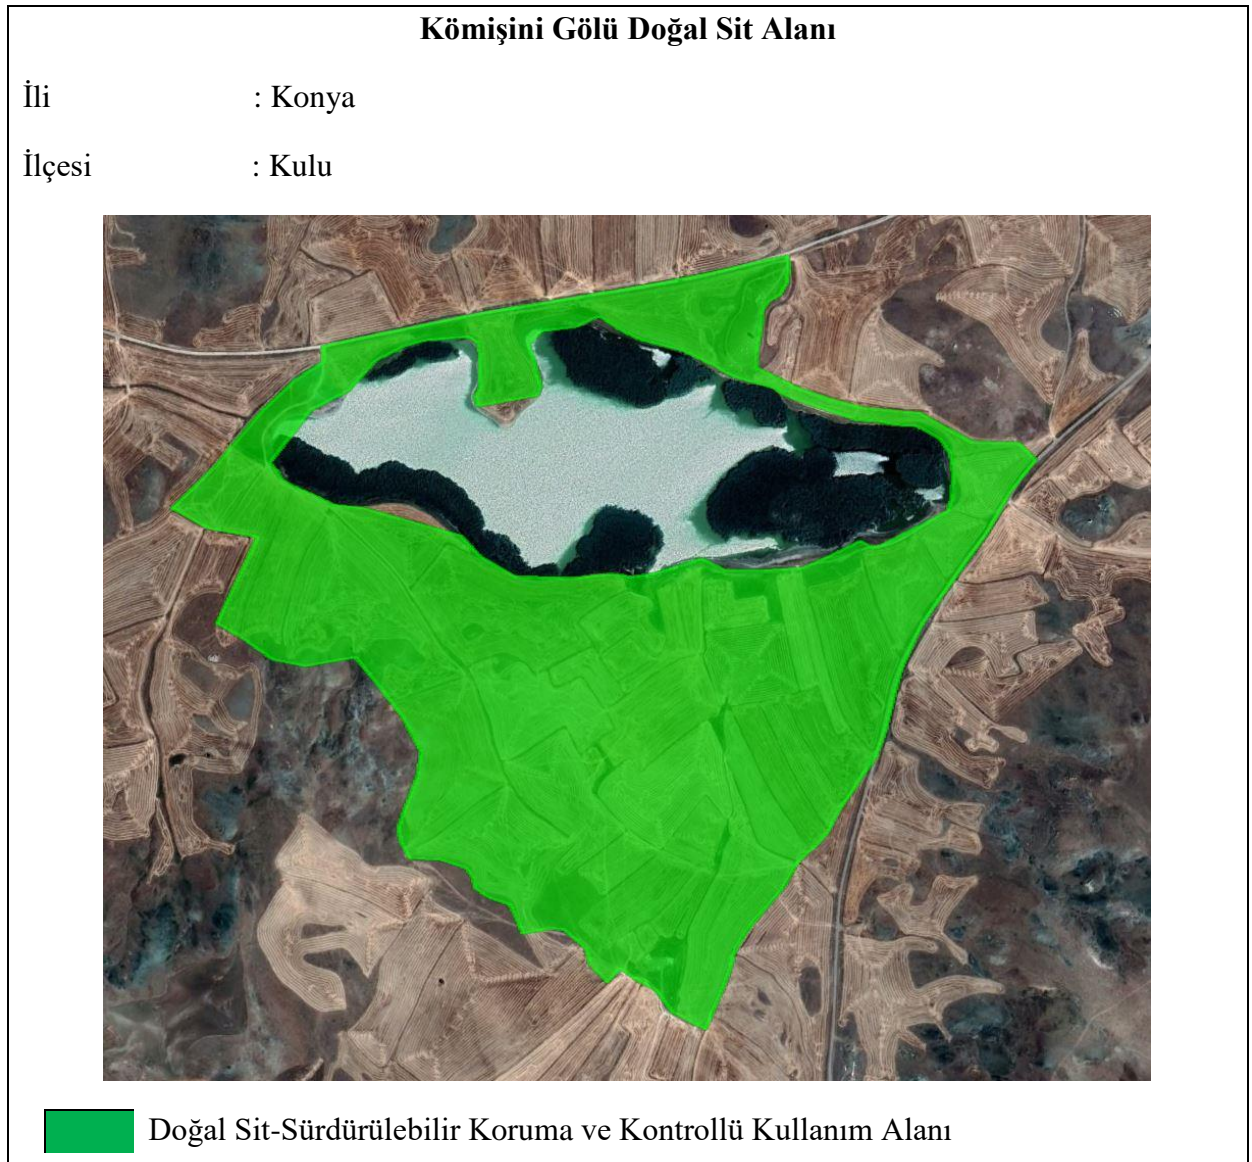 Kömişini Gölü Doğal Sit Alanı
İli : Konya
İlçesi : Kulu
Doğal Sit-Sürdürülebilir Koruma ve Kontrollü Kullanım Alanı